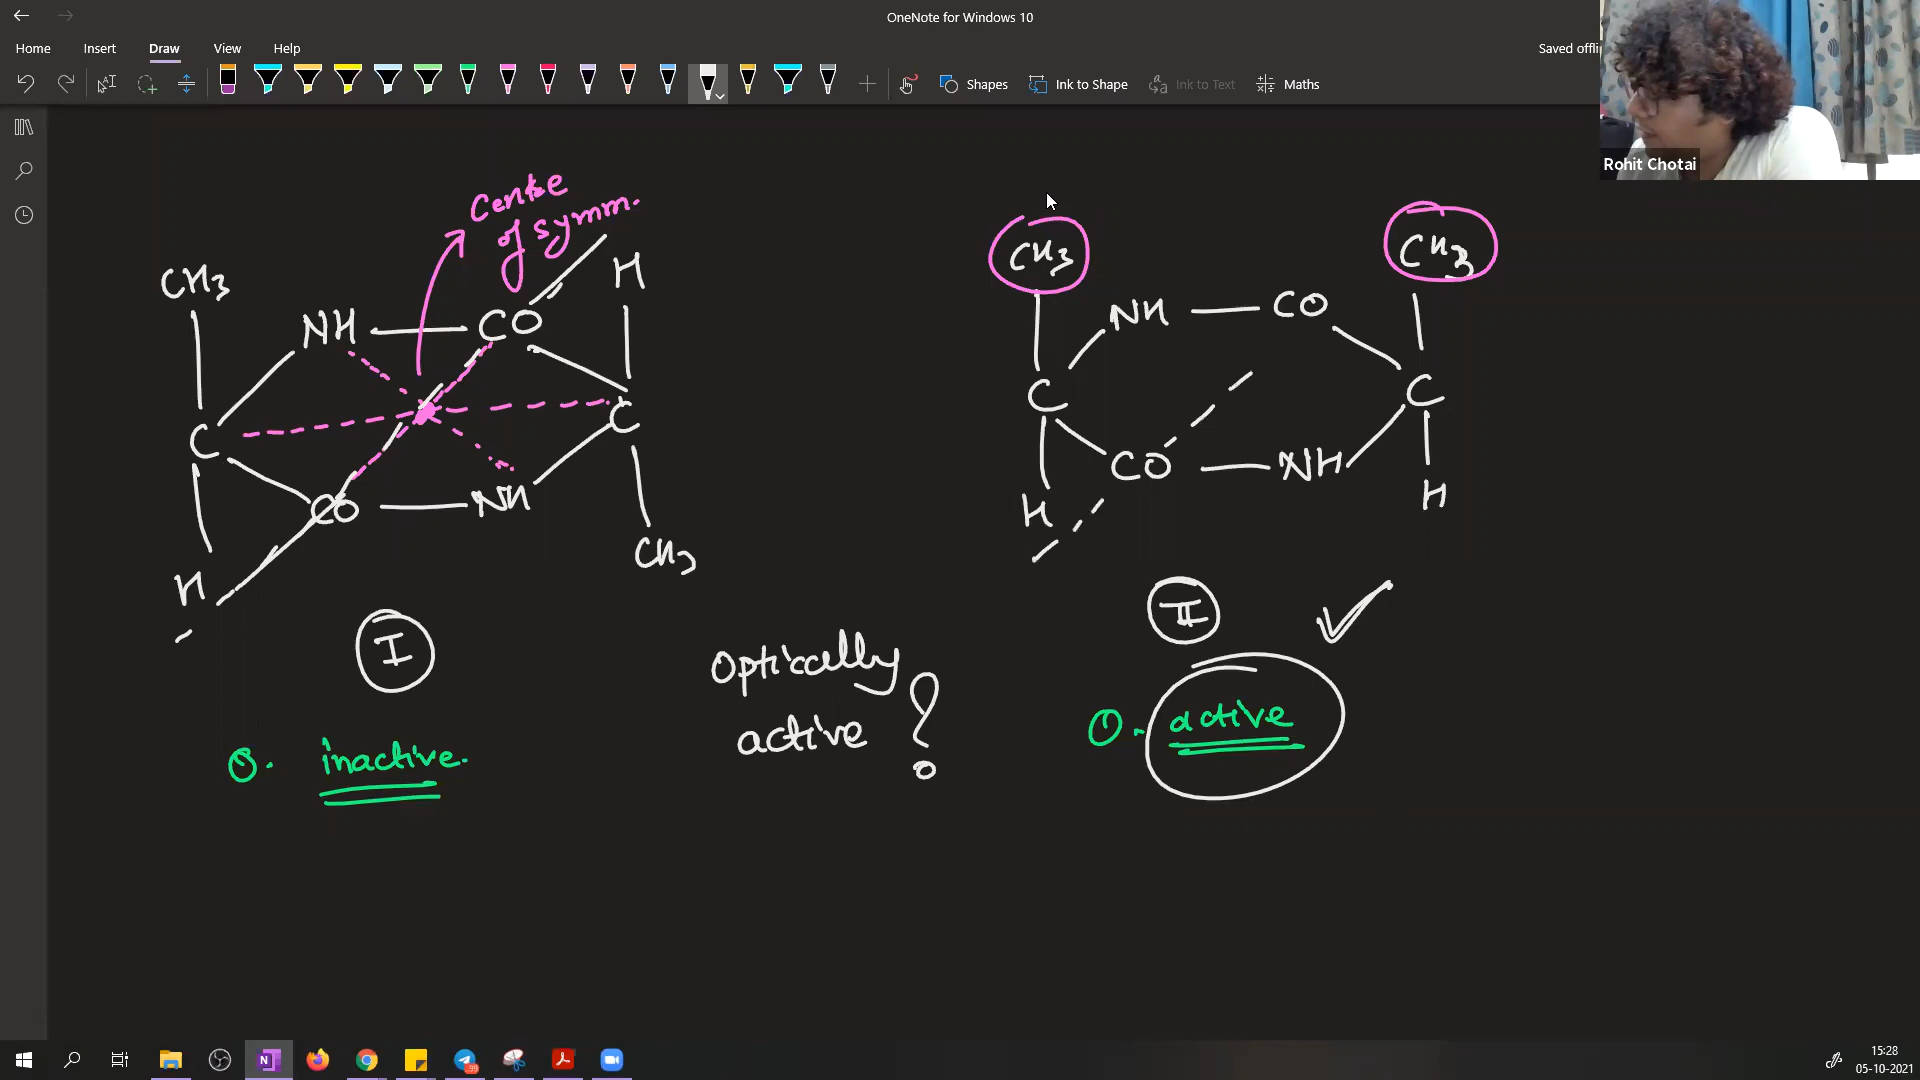 OneNote for Windows 10
Home Insert Draw View Help
Saved offli
Shapes Ink to Shape Ink to Text Maths
Rohit Chotai
Centre
of symm.
CH3 NH CO H
C C
H CO NH CH3
I
O. inactive.
Optically
active ?
CH3 CH3
NH CO
C C
H CO NH H
II
O. active
N
39
15:28
05-10-2021